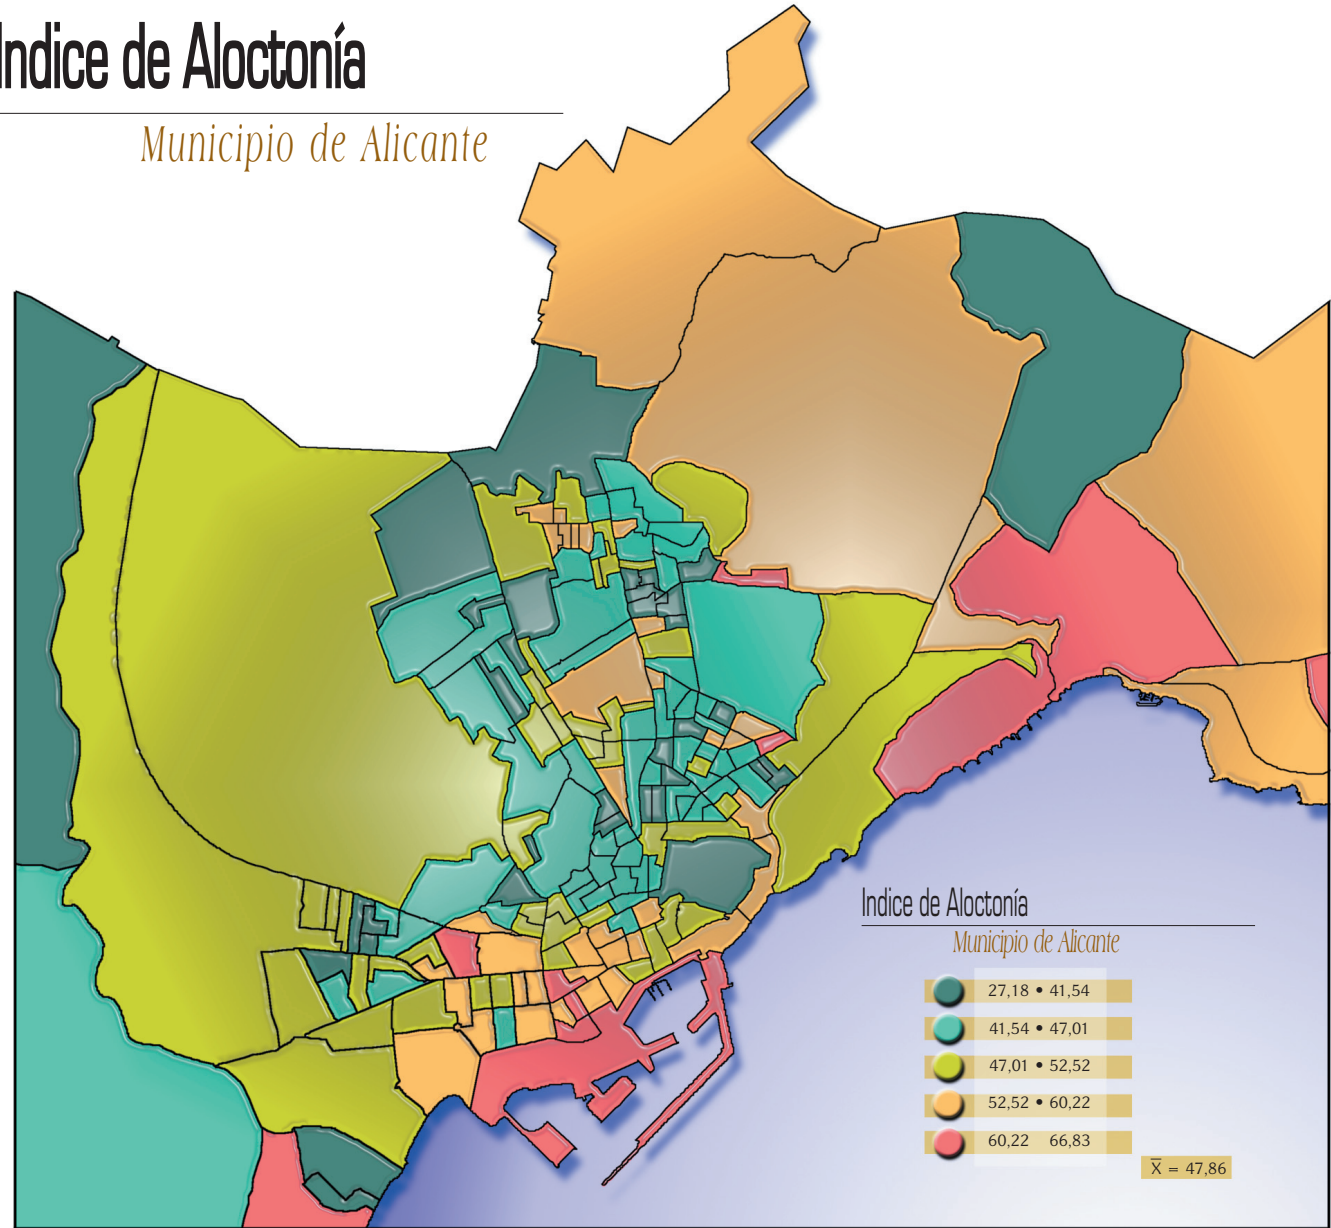 Indice de Aloctonía
Municipio de Alicante
Indice de Aloctonía
Municipio de Alicante
27,18 • 41,54
41,54 • 47,01
47,01 • 52,52
52,52 • 60,22
60,22 66,83
X̅ = 47,86